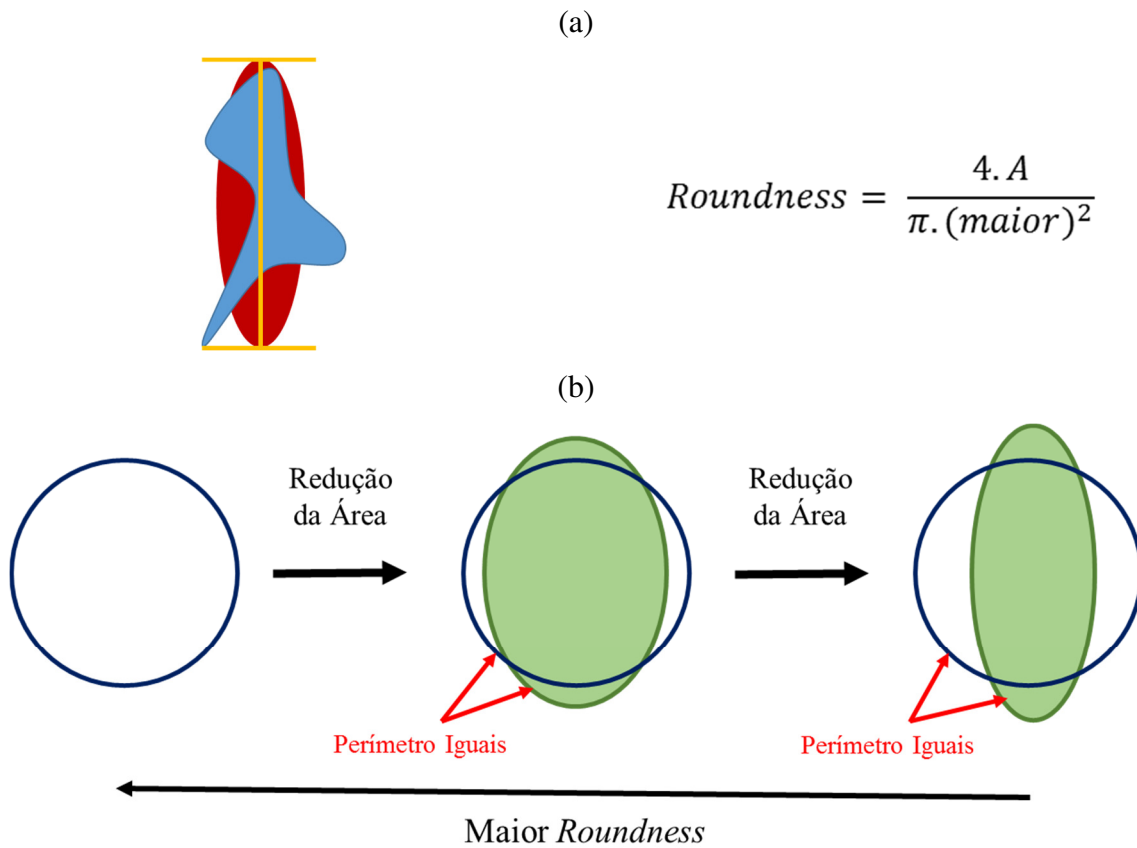 (a)
Roundness = 4. A / π. (maior)²
(b)
Redução
da Área
Redução
da Área
Perímetro Iguais
Perímetro Iguais
Maior Roundness